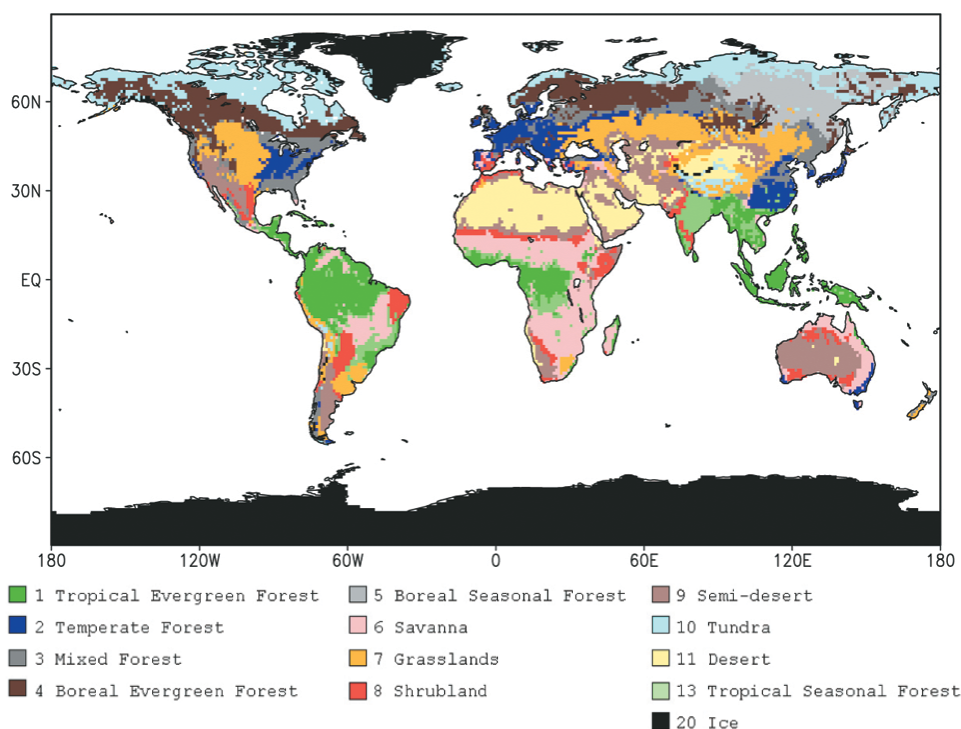 60N
30N
EQ
30S
60S
180 120W 60W 0 60E 120E 180
1 Tropical Evergreen Forest
2 Temperate Forest
3 Mixed Forest
4 Boreal Evergreen Forest
5 Boreal Seasonal Forest
6 Savanna
7 Grasslands
8 Shrubland
9 Semi-desert
10 Tundra
11 Desert
13 Tropical Seasonal Forest
20 Ice